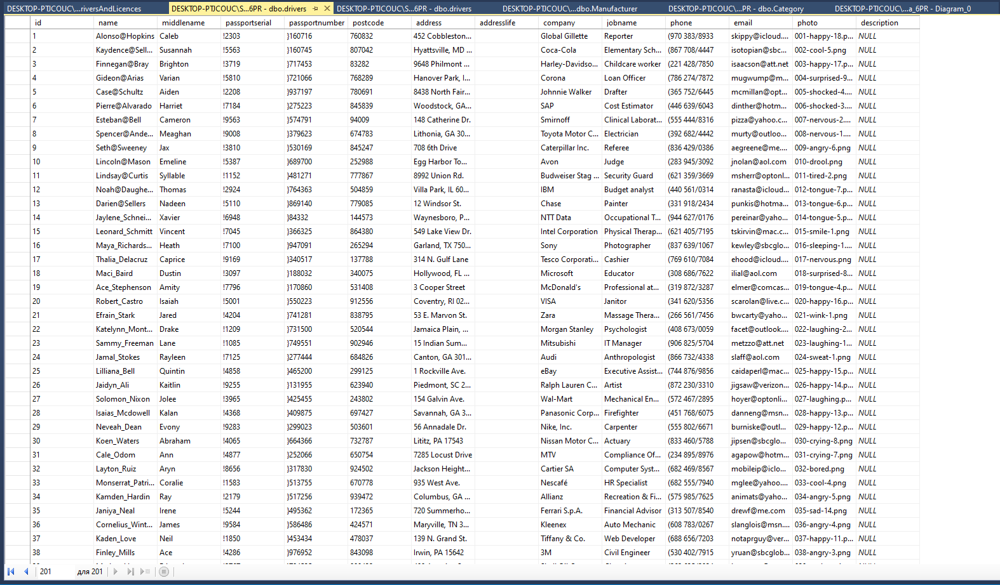 DESKTOP-PTJCOUC\...riversAndLicences DESKTOP-PTJCOUC\S...6PR - dbo.drivers DESKTOP-PTJCOUC\S...6PR - dbo.drivers DESKTOP-PTJCOUC\...dbo.Manufacturer DESKTOP-PTJCOUC\...PR - dbo.Category DESKTOP-PTJCOUC\...a_6PR - Diagram_0
id name middlename passportserial passportnumber postcode address addresslife company jobname phone email photo description
1 Alonso@Hopkins Caleb !2303 }160716 760832 452 Cobbleston... Global Gillette Reporter (970 383/8933 skippy@icloud.... 001-happy-18.p... NULL
2 Kaydence@Sell... Susannah !5563 }160745 807042 Hyattsville, MD ... Coca-Cola Elementary Sch... (867 708/4447 isotopian@sbc... 002-cool-5.png NULL
3 Finnegan@Bray Brighton !3719 }717453 83282 9648 Philmont ... Harley-Davidso... Childcare worker (221 428/7850 isaacson@att.net 003-happy-17.p... NULL
4 Gideon@Arias Varian !5810 }721066 768289 Hanover Park, I... Corona Loan Officer (786 274/7872 mugwump@m... 004-surprised-9... NULL
5 Case@Schultz Aiden !2208 }937197 780691 8438 North Fair... Johnnie Walker Drafter (365 752/6445 mcmillan@opt... 005-shocked-4.... NULL
6 Pierre@Alvarado Harriet !7184 }275223 845839 Woodstock, GA... SAP Cost Estimator (446 639/6043 dinther@hotm... 006-shocked-3.... NULL
7 Esteban@Bell Cameron !9563 }574791 94009 148 Catherine Dr. Smirnoff Clinical Laborat... (555 444/8316 pizza@yahoo.c... 007-nervous-2.... NULL
8 Spencer@Ande... Meaghan !9008 }379623 674783 Lithonia, GA 30... Toyota Motor C... Electrician (392 682/4442 murty@outloo... 008-nervous-1.... NULL
9 Seth@Sweeney Jax !3810 }530169 845247 708 6th Drive Caterpillar Inc. Referee (836 429/0386 aegreene@me.... 009-angry-6.png NULL
10 Lincoln@Mason Emeline !5387 }689700 252988 Egg Harbor To... Avon Judge (283 945/3092 jnolan@aol.com 010-drool.png NULL
11 Lindsay@Curtis Syllable !1152 }481271 777867 8992 Union Rd. Budweiser Stag ... Security Guard (621 359/3669 msherr@optonl... 011-tired-2.png NULL
12 Noah@Daughe... Thomas !2924 }764363 504859 Villa Park, IL 60... IBM Budget analyst (440 561/0314 ranasta@icloud... 012-tongue-7.p... NULL
13 Darien@Sellers Nadeen !5110 }869140 779085 12 Windsor St. Chase Painter (331 918/2434 punkis@hotma... 013-tongue-6.p... NULL
14 Jaylene_Schnei... Xavier !6948 }84332 144573 Waynesboro, P... NTT Data Occupational T... (944 627/0176 pereinar@yaho... 014-tongue-5.p... NULL
15 Leonard_Schmitt Vincent !7045 }366325 864380 549 Lake View Dr. Intel Corporation Physical Therap... (621 405/7195 tskirvin@mac.c... 015-smile-1.png NULL
16 Maya_Richards... Heath !7100 }947091 265294 Garland, TX 750... Sony Photographer (837 639/1067 kewley@sbcglo... 016-sleeping-1.... NULL
17 Thalia_Delacruz Caprice !9169 }340517 137788 314 N. Gulf Lane Tesco Corporati... Cashier (769 610/7084 ehood@icloud.... 017-nervous.png NULL
18 Maci_Baird Dustin !3097 }188032 340075 Hollywood, FL ... Microsoft Educator (308 686/7622 ilial@aol.com 018-surprised-8... NULL
19 Ace_Stephenson Amity !7796 }170860 531408 3 Cooper Street McDonald's Professional at... (319 872/3287 elmer@comcas... 019-tongue-4.p... NULL
20 Robert_Castro Isaiah !5001 }550223 912556 Coventry, RI 02... VISA Janitor (341 620/5356 scarolan@live.c... 020-happy-16.p... NULL
21 Efrain_Stark Jared !4204 }741281 838795 53 E. Marvon St. Zara Massage Thera... (266 561/7456 bwcarty@yaho... 021-wink-1.png NULL
22 Katelynn_Mont... Drake !1209 }731500 520544 Jamaica Plain, ... Morgan Stanley Psychologist (408 673/0059 facet@outlook.... 022-laughing-2... NULL
23 Sammy_Freeman Lane !1085 }749551 902946 15 Indian Sum... Mitsubishi IT Manager (906 825/5704 metzzo@att.net 023-laughing-1... NULL
24 Jamal_Stokes Rayleen !7125 }277444 684826 Canton, GA 301... Audi Anthropologist (866 732/4338 slaff@aol.com 024-sweat-1.png NULL
25 Lilliana_Bell Quintin !4858 }465200 299125 1 Rockville Ave. eBay Executive Assist... (744 876/9856 caidaperl@mac... 025-happy-15.p... NULL
26 Jaidyn_Ali Kaitlin !9255 }131955 623940 Piedmont, SC 2... Ralph Lauren C... Artist (872 230/3310 jigsaw@verizon... 026-happy-14.p... NULL
27 Solomon_Nixon Jolee !3965 }425455 243802 154 Galvin Ave. Wal-Mart Mechanical En... (572 467/2895 hoyer@optonli... 027-laughing.p... NULL
28 Isaias_Mcdowell Kalan !4368 }409875 697427 Savannah, GA 3... Panasonic Corp... Firefighter (451 768/6075 danneng@msn... 028-happy-13.p... NULL
29 Neveah_Dean Evony !9283 }299023 503601 56 Annadale Dr. Nike, Inc. Carpenter (555 802/6671 burniske@outl... 029-happy-12.p... NULL
30 Koen_Waters Abraham !4065 }664366 732787 Lititz, PA 17543 Nissan Motor C... Actuary (833 460/5788 jipsen@sbcglo... 030-crying-8.png NULL
31 Cale_Odom Ann !4877 }252066 650754 7285 Locust Drive MTV Compliance Of... (234 895/8976 agapow@hotm... 031-crying-7.png NULL
32 Layton_Ruiz Aryn !8656 }317830 924502 Jackson Height... Cartier SA Computer Syst... (682 469/8567 mobileip@iclo... 032-bored.png NULL
33 Monserrat_Patri... Coralie !1583 }513755 670778 935 West Ave. Nescafé HR Specialist (682 555/7940 mglee@yahoo.... 033-cool-4.png NULL
34 Kamden_Hardin Ray !2179 }517256 939472 Columbus, GA ... Allianz Recreation & Fi... (575 985/7625 animats@yaho... 034-angry-5.png NULL
35 Janiya_Neal Irene !5244 }495362 172365 720 Summerho... Ferrari S.p.A. Financial Advisor (313 507/8540 drewf@me.com 035-sad-14.png NULL
36 Cornelius_Wint... James !9584 }586486 424571 Maryville, TN 3... Kleenex Auto Mechanic (608 783/0267 slanglois@msn.... 036-angry-4.png NULL
37 Kaden_Love Neil !1850 }453434 478037 139 N. Grand St. Tiffany & Co. Web Developer (688 656/7203 notaprguy@ver... 037-happy-11.p... NULL
38 Finley_Mills Ace !4286 }976952 843098 Irwin, PA 15642 3M Civil Engineer (530 402/7915 yruan@sbcglob... 038-angry-3.png NULL
201 для 201